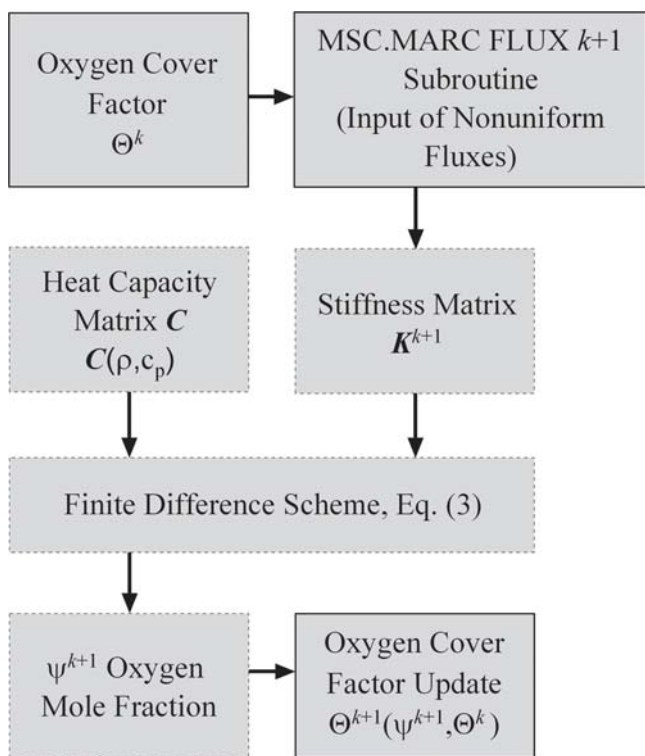 Oxygen Cover
Factor
Θ^k
MSC.MARC FLUX k+1
Subroutine
(Input of Nonuniform
Fluxes)
Heat Capacity
Matrix C
C(ρ,c_p)
Stiffness Matrix
K^{k+1}
Finite Difference Scheme, Eq. (3)
ψ^{k+1} Oxygen
Mole Fraction
Oxygen Cover
Factor Update
Θ^{k+1}(ψ^{k+1},Θ^k)